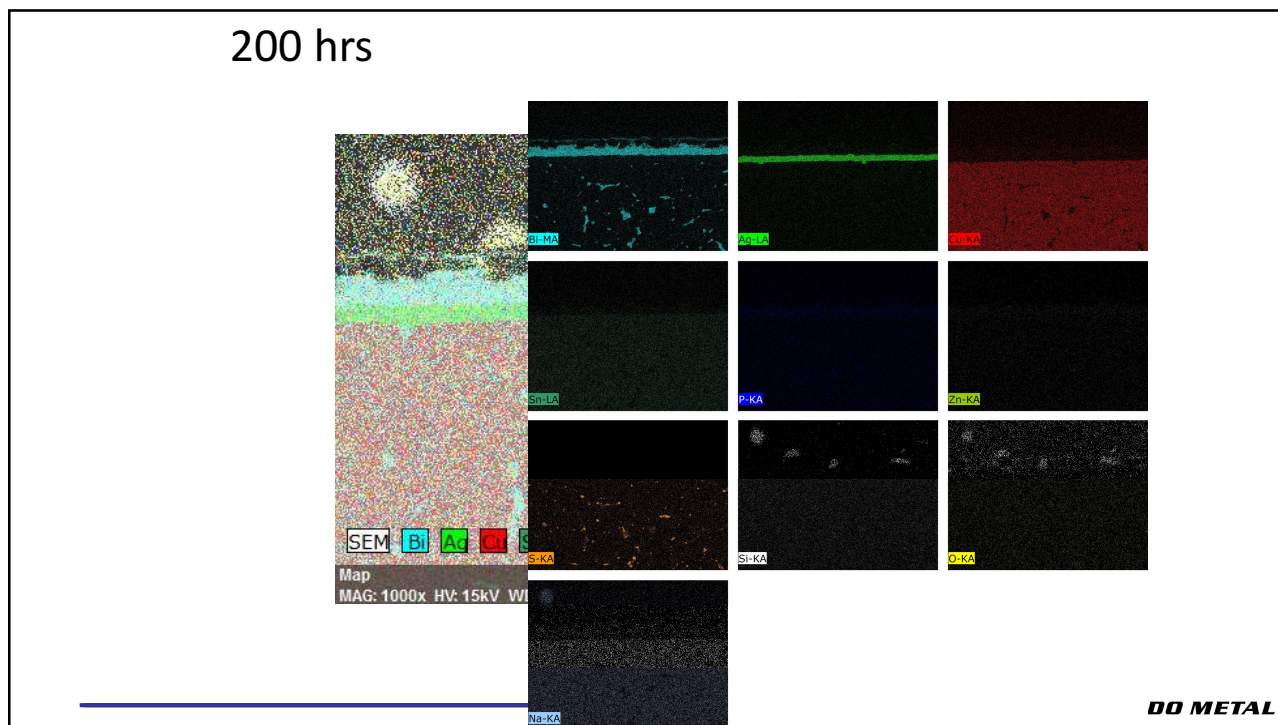 200 hrs
Bi-MA
Ag-LA
Cu-KA
Sn-LA
P-KA
Zn-KA
SEM Bi Ag Cu S
Map
MAG: 1000x HV: 15kV
S-KA
Si-KA
O-KA
Na-KA
DO METAL